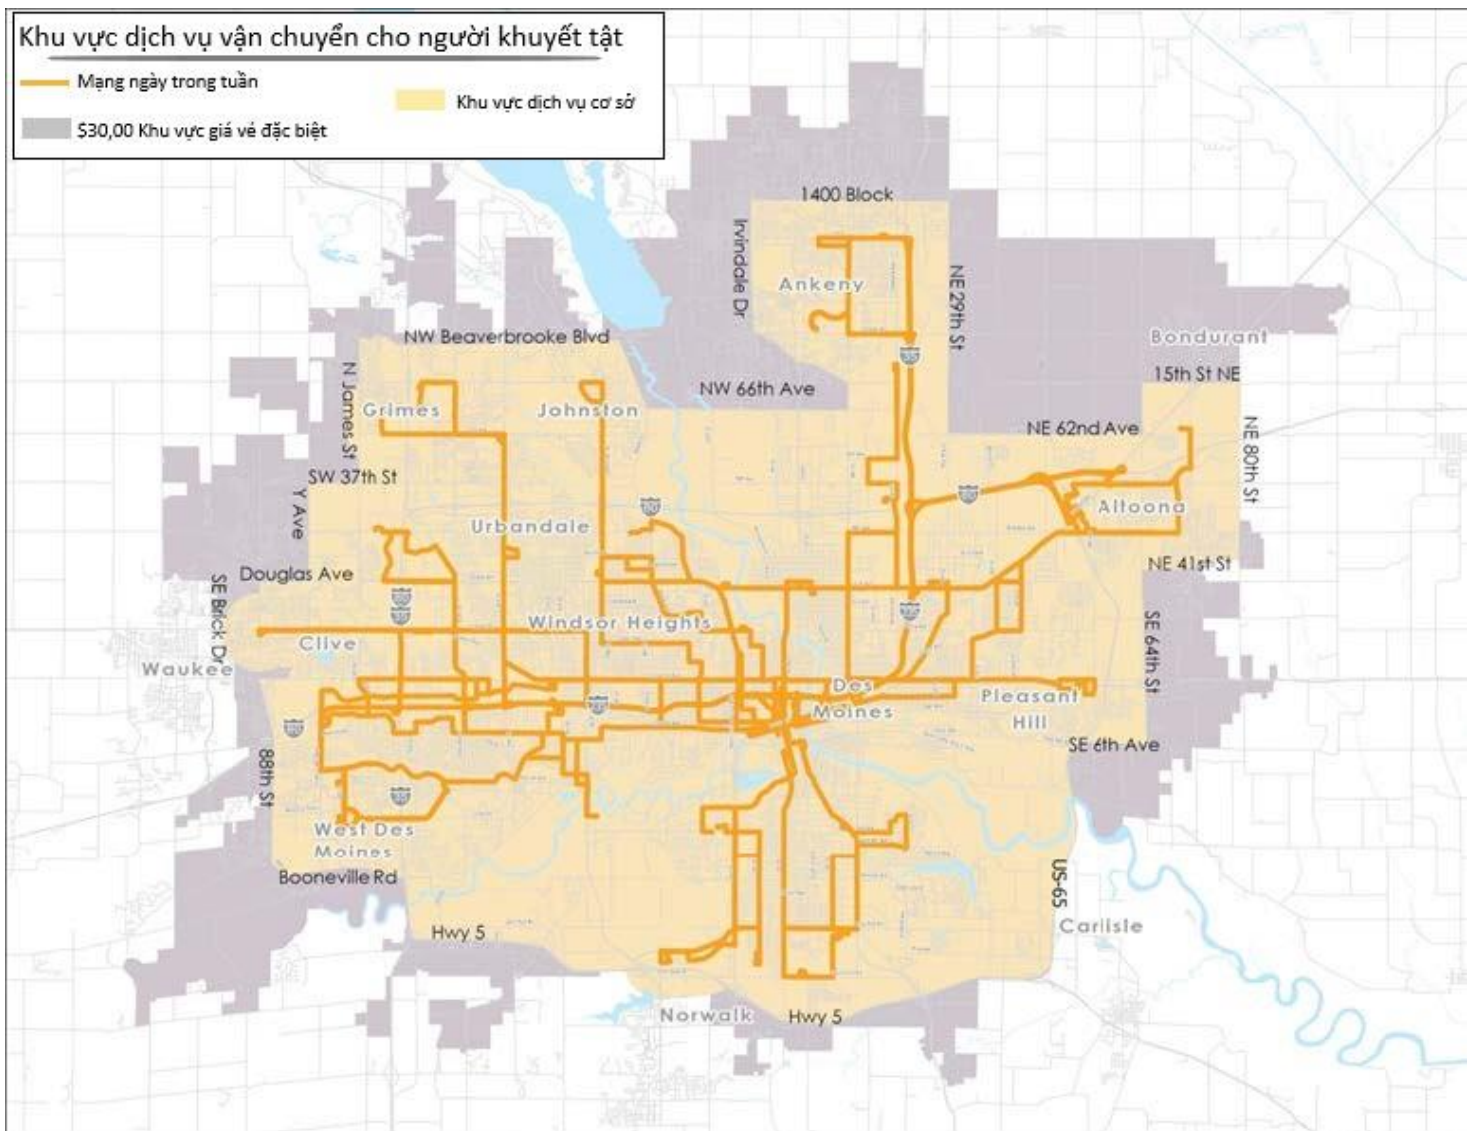 Khu vực dịch vụ vận chuyển cho người khuyết tật
Mạng ngày trong tuần
Khu vực dịch vụ cơ sở
$30,00 Khu vực giá vé đặc biệt
1400 Block
Irvindale Dr
Ankeny
NE 29th St
NW Beaverbrooke Blvd
Bondurant
35
15th St NE
N James St
NW 66th Ave
Grimes
Johnston
NE 62nd Ave
NE 80th St
SW 37th St
Y Ave
Urbandale
Altoona
Douglas Ave
NE 41st St
SE Brick Dr
Windsor Heights
Clive
SE 64th St
Waukee
Des
Moines
Pleasant
Hill
SE 6th Ave
88th St
West Des
Moines
Booneville Rd
US-65
Carlisle
Hwy 5
Norwalk
Hwy 5